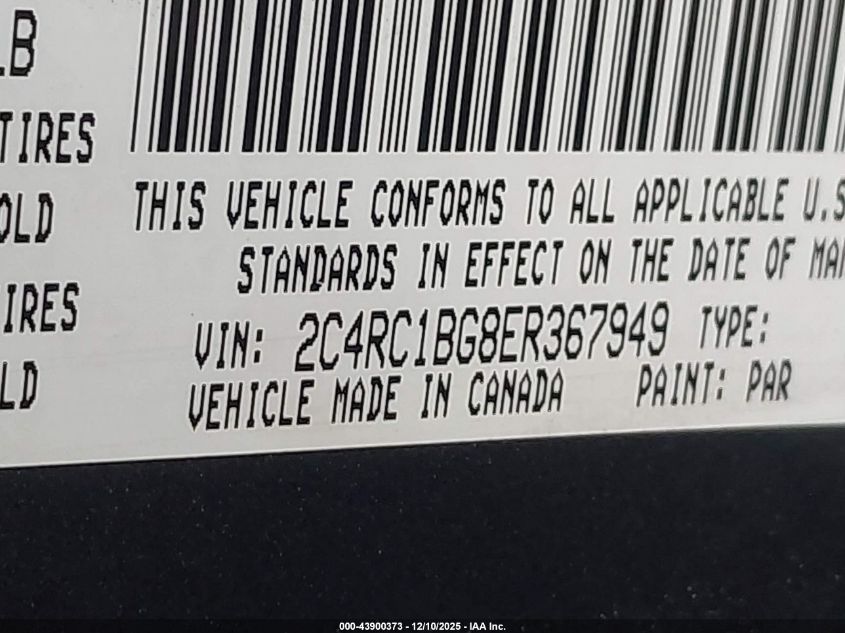 LB
TIRES
OLD
IRES
LD
THIS VEHICLE CONFORMS TO ALL APPLICABLE U.S
STANDARDS IN EFFECT ON THE DATE OF MAN
VIN: 2C4RC1BG8ER367949 TYPE:
VEHICLE MADE IN CANADA PAINT: PAR
000-43900373 - 12/10/2025 - IAA Inc.